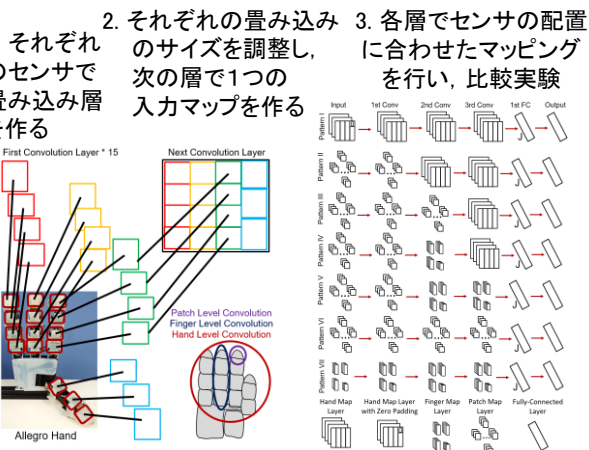 それぞれ
のセンサで
畳み込み層
を作る
2. それぞれの畳み込み
のサイズを調整し,
次の層で1つの
入力マップを作る
3. 各層でセンサの配置
に合わせたマッピング
を行い, 比較実験
First Convolution Layer * 15
Next Convolution Layer
Patch Level Convolution
Finger Level Convolution
Hand Level Convolution
Allegro Hand
Input 1st Conv 2nd Conv 3rd Conv 1st FC Output
Pattern I
Pattern II
Pattern III
Pattern IV
Pattern V
Pattern VI
Pattern VII
Hand Map
Layer
Hand Map Layer
with Zero Padding
Finger Map
Layer
Patch Map
Layer
Fully-Connected
Layer